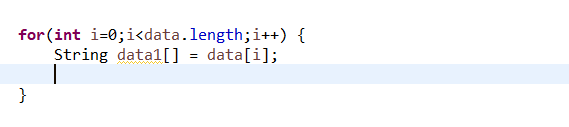 for(int i=0;i<data.length;i++) {
    String data1[] = data[i];
}